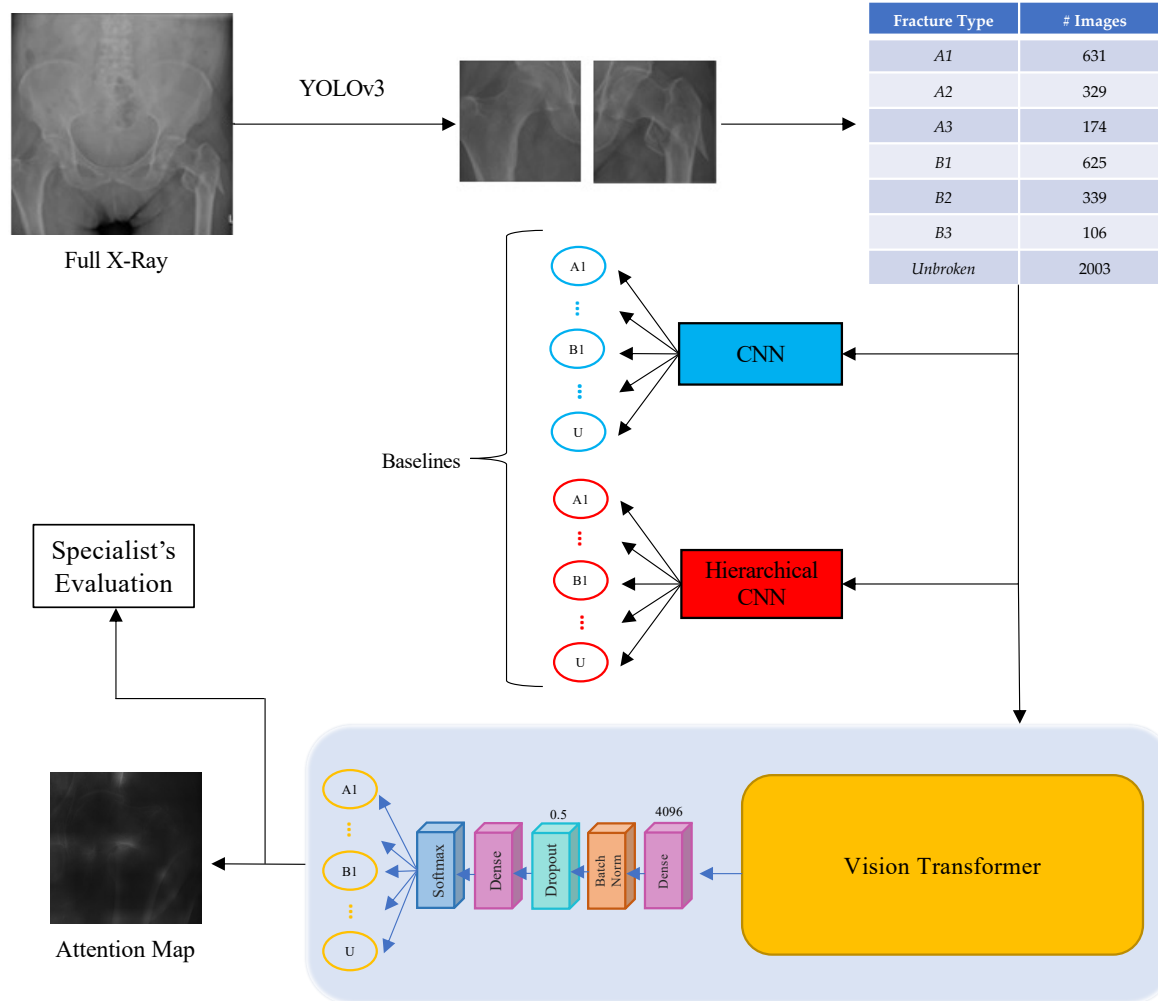 Full X-Ray
YOLOv3
Fracture Type # Images
A1 631
A2 329
A3 174
B1 625
B2 339
B3 106
Unbroken 2003
Baselines
A1
B1
U
CNN
A1
B1
U
Hierarchical
CNN
Specialist's
Evaluation
Attention Map
A1
B1
U
Softmax
Dense
0.5
Dropout
Batch
Norm
4096
Dense
Vision Transformer